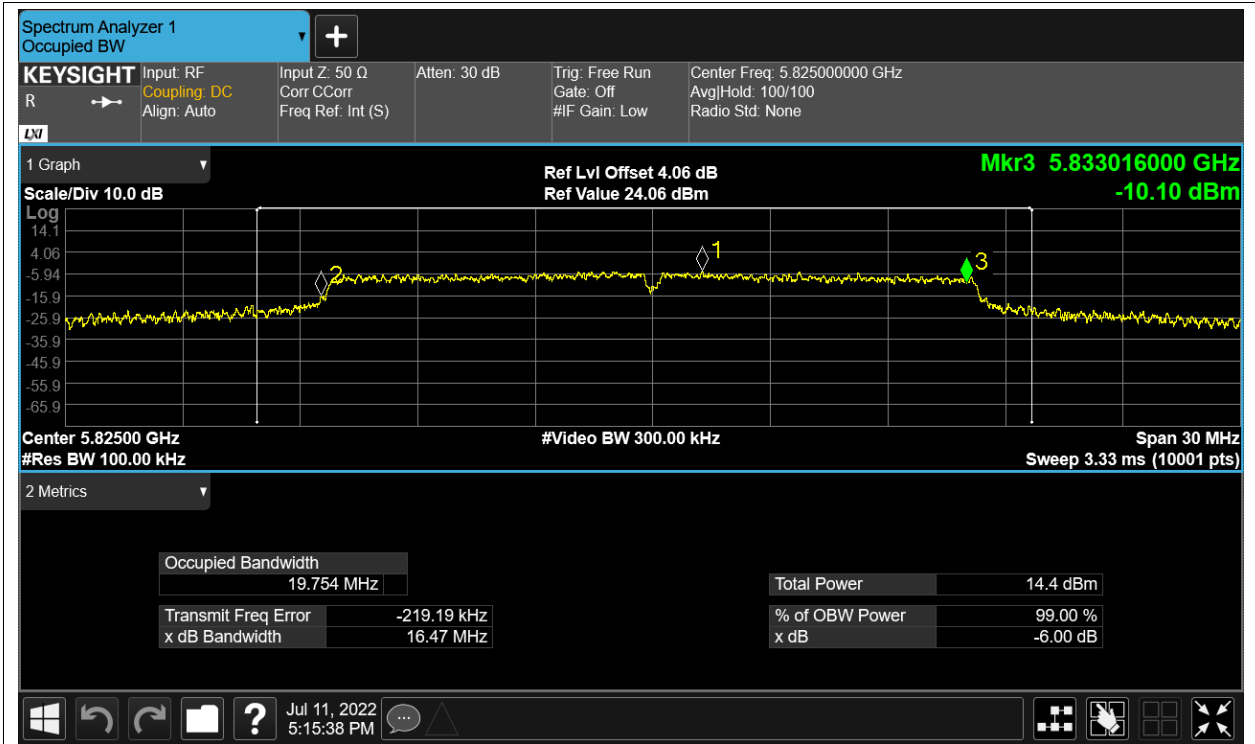 Spectrum Analyzer 1
Occupied BW
KEYSIGHT
R
LXI
Input: RF
Coupling: DC
Align: Auto
Input Z: 50 Ω
Corr CCorr
Freq Ref: Int (S)
Atten: 30 dB
Trig: Free Run
Gate: Off
#IF Gain: Low
Center Freq: 5.825000000 GHz
Avg|Hold: 100/100
Radio Std: None
1 Graph
Scale/Div 10.0 dB
Ref Lvl Offset 4.06 dB
Ref Value 24.06 dBm
Mkr3 5.833016000 GHz
-10.10 dBm
Log
14.1
4.06
-5.94
-15.9
-25.9
-35.9
-45.9
-55.9
-65.9
1
2
3
Center 5.82500 GHz
#Video BW 300.00 kHz
Span 30 MHz
#Res BW 100.00 kHz
Sweep 3.33 ms (10001 pts)
2 Metrics
Occupied Bandwidth
19.754 MHz
Transmit Freq Error -219.19 kHz
x dB Bandwidth 16.47 MHz
Total Power 14.4 dBm
% of OBW Power 99.00 %
x dB -6.00 dB
?
Jul 11, 2022
5:15:38 PM